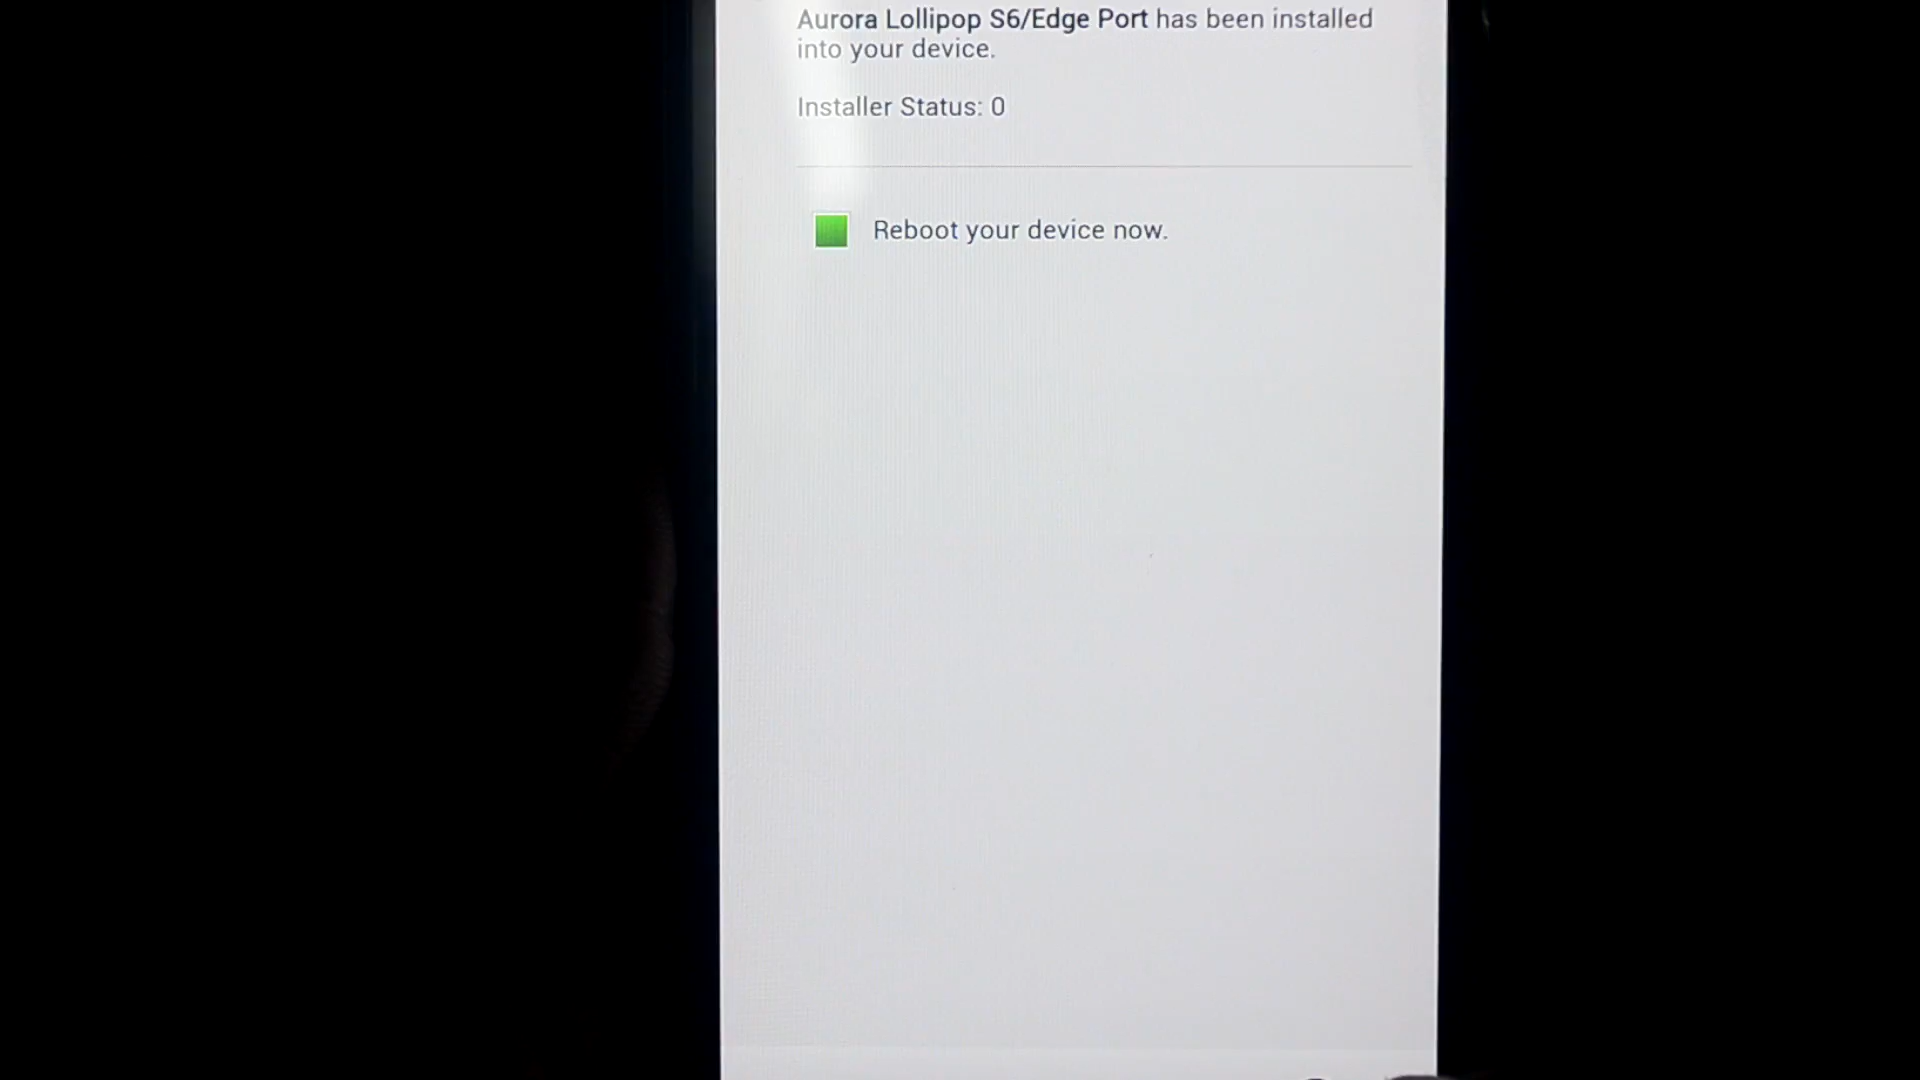 Aurora Lollipop S6/Edge Port has been installed
into your device.
Installer Status: 0
Reboot your device now.